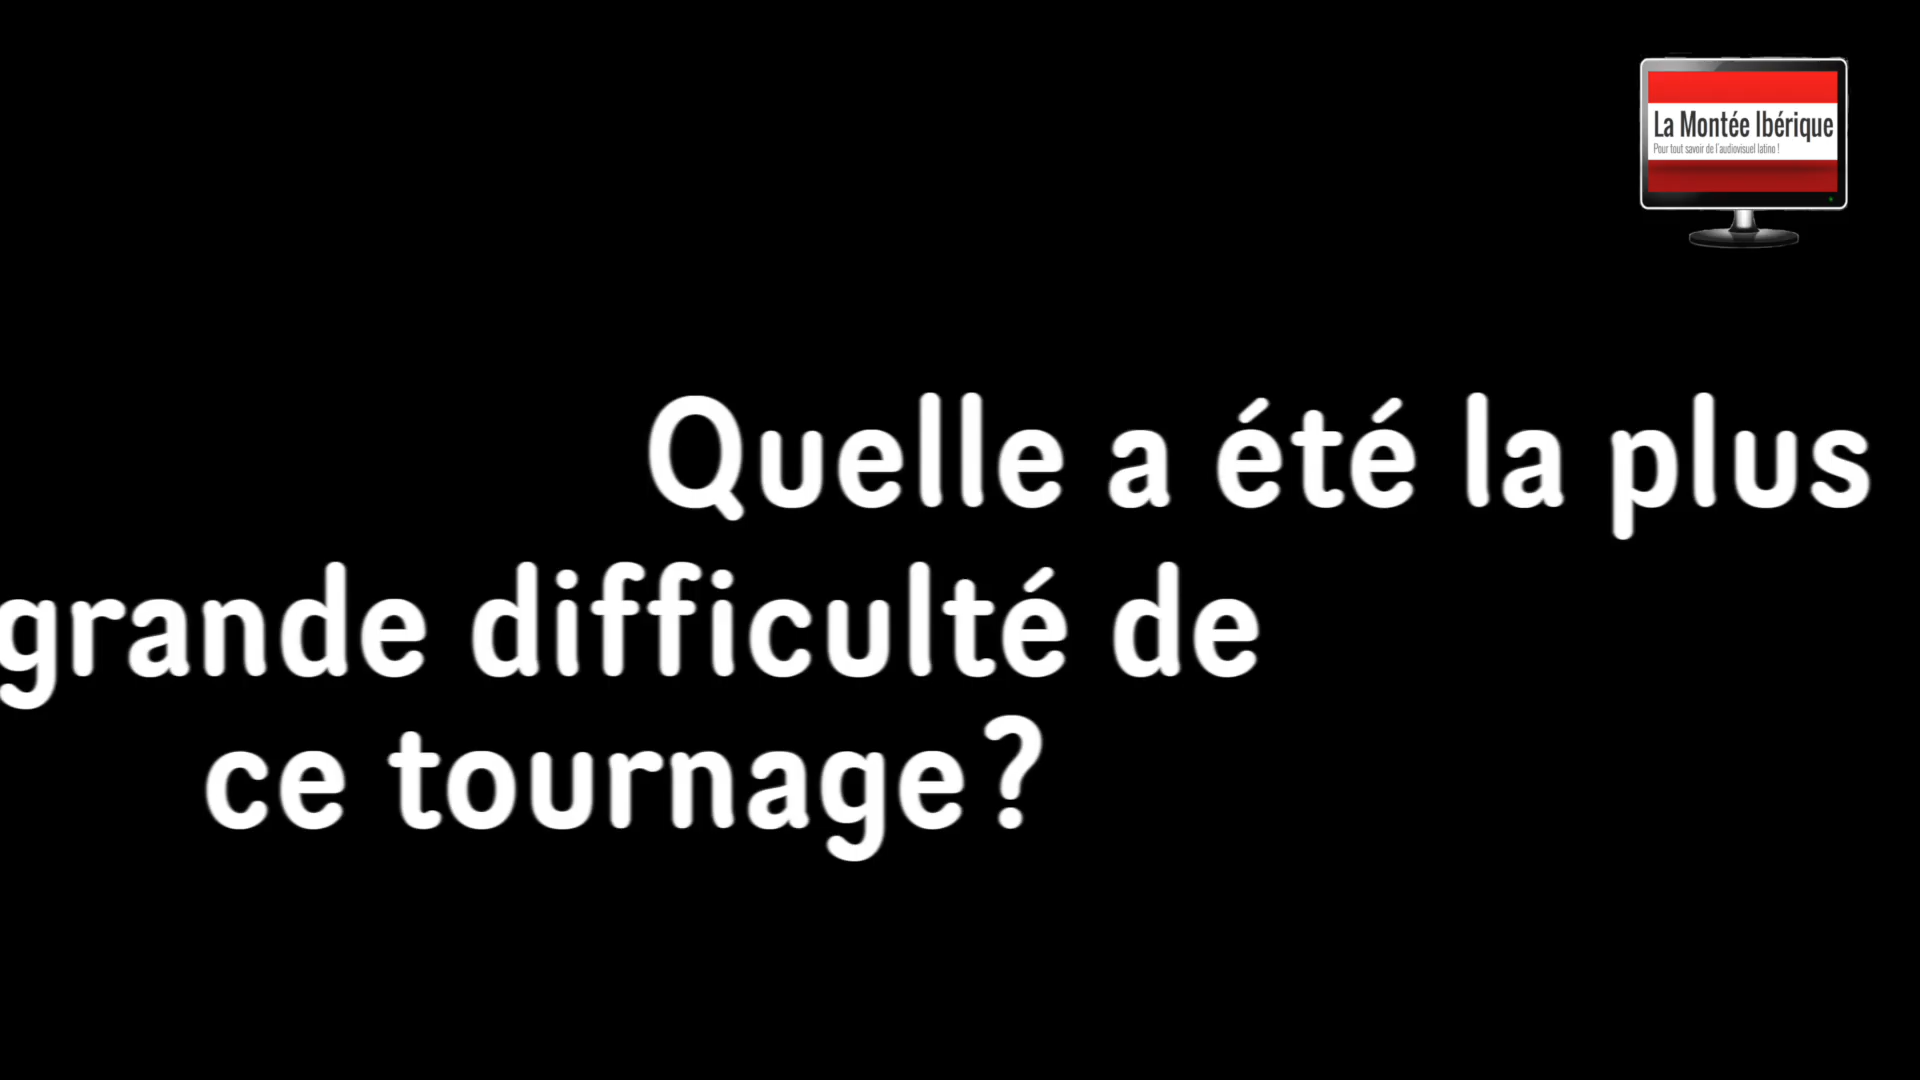 La Montée Ibérique
Pour tout savoir de l'audiovisuel latino !
Quelle a été la plus
grande difficulté de
ce tournage?